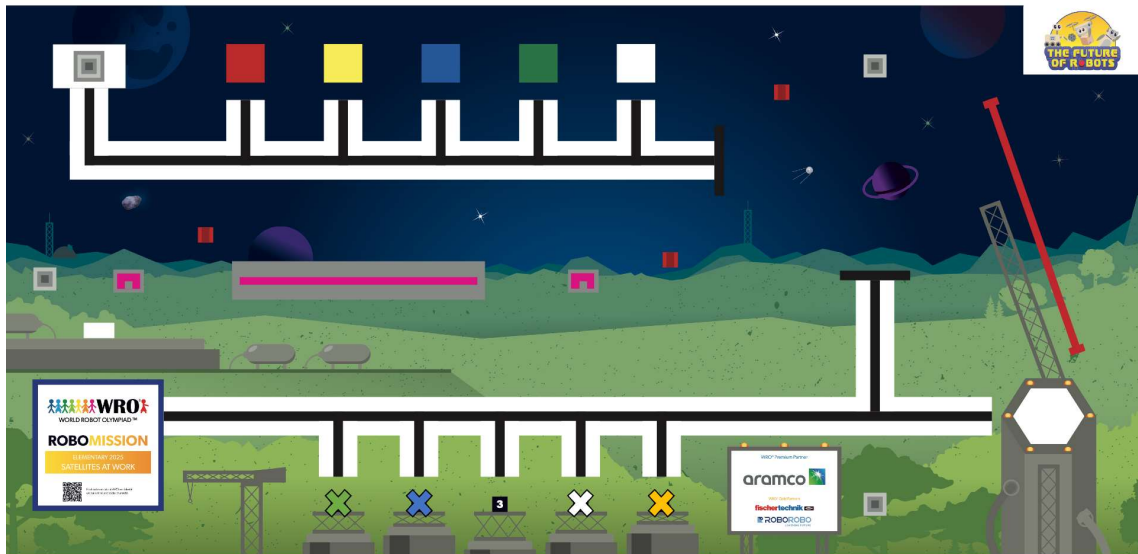 THE FUTURE
OF ROBOTS
WRO
WORLD ROBOT OLYMPIAD™
ROBOMISSION
ELEMENTARY 2025
SATELLITES AT WORK
3
WRO® Premium Partner:
aramco
fischertechnik
ROBOROBO